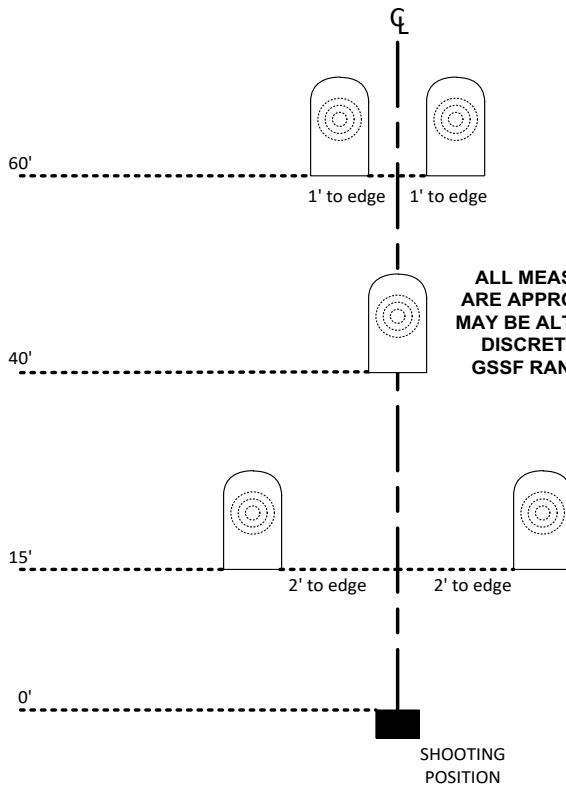 ℄
60'
1' to edge 1' to edge
ALL MEAS
ARE APPRO
MAY BE ALT
DISCRET
GSSF RAN
40'
15'
2' to edge 2' to edge
0'
SHOOTING
POSITION